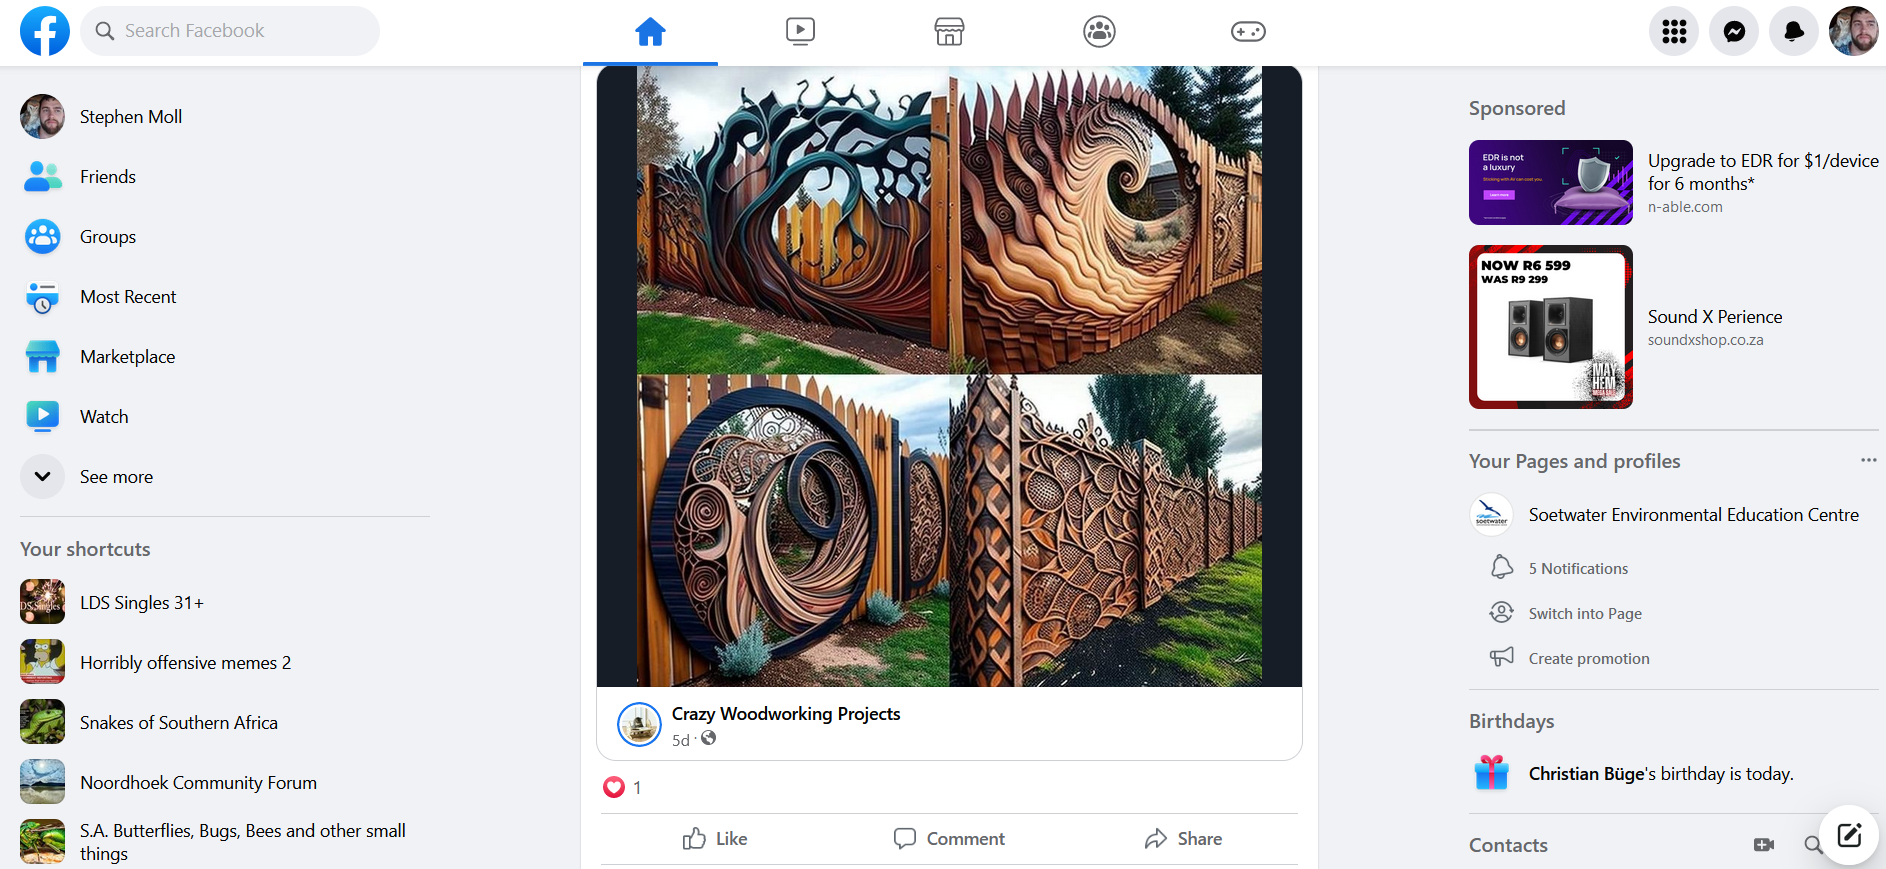 Search Facebook
Stephen Moll
Friends
Groups
Most Recent
Marketplace
Watch
See more
Your shortcuts
LDS Singles 31+
Horribly offensive memes 2
Snakes of Southern Africa
Noordhoek Community Forum
S.A. Butterflies, Bugs, Bees and other small
things
Crazy Woodworking Projects
5d ·
1
Like
Comment
Share
Sponsored
EDR is not
a luxury
Upgrade to EDR for $1/device
for 6 months*
n-able.com
NOW R6 599
WAS R9 299
MAY
HEM
Sound X Perience
soundxshop.co.za
Your Pages and profiles
soetwater
Soetwater Environmental Education Centre
5 Notifications
Switch into Page
Create promotion
Birthdays
Christian Büge's birthday is today.
Contacts